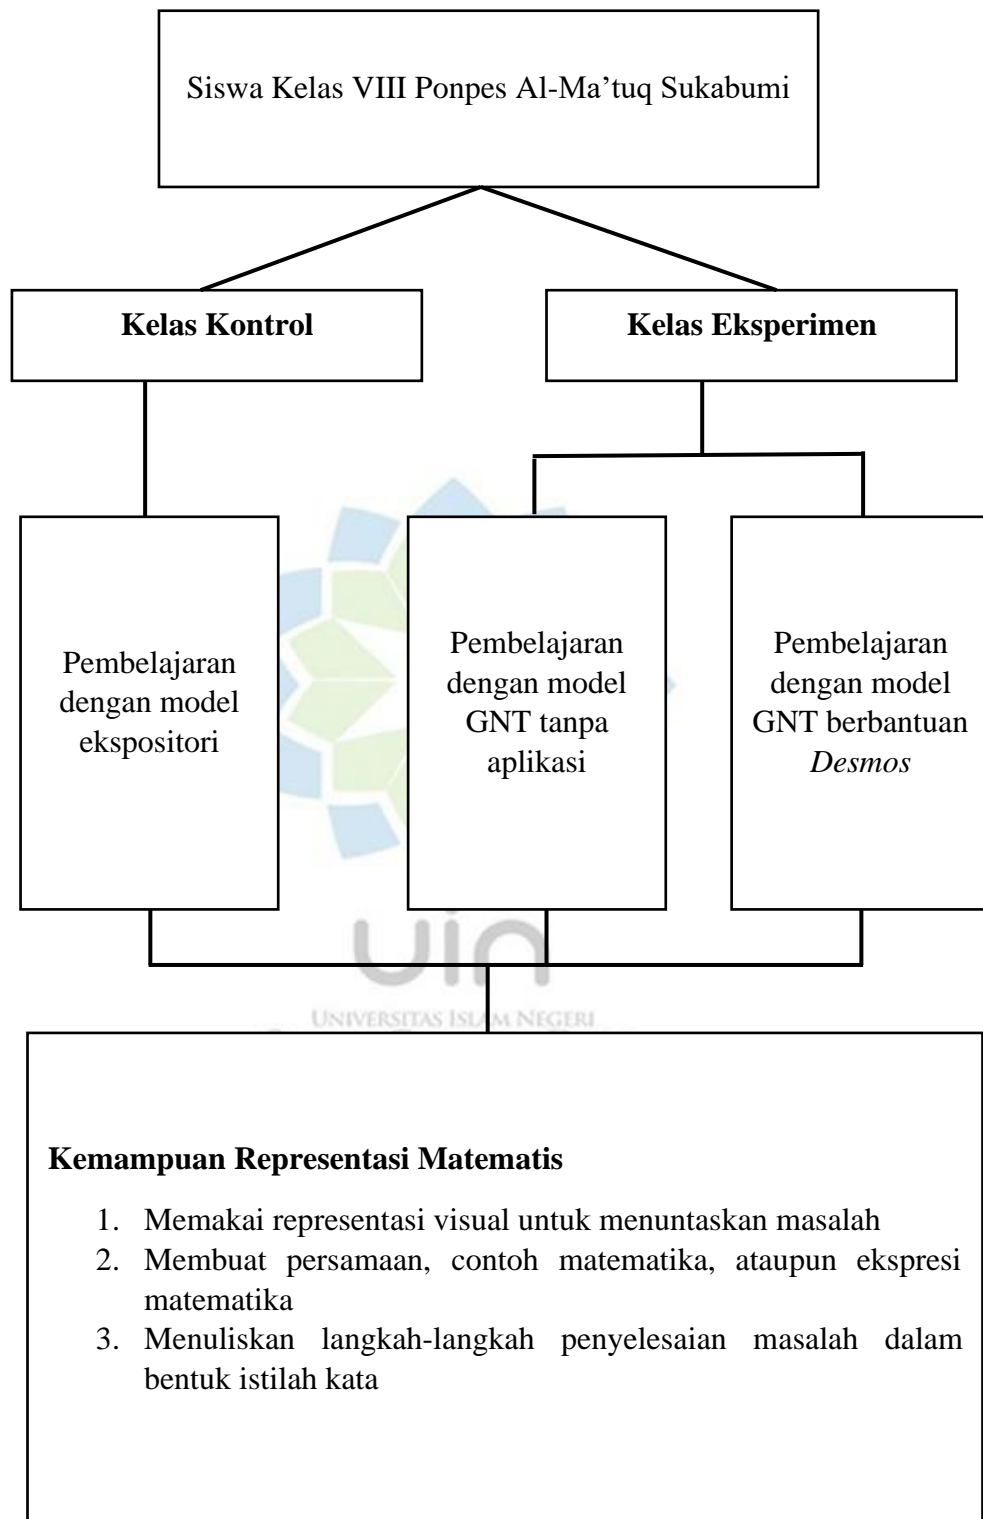 Siswa Kelas VIII Ponpes Al-Ma’tuq Sukabumi
Kelas Kontrol
Kelas Eksperimen
Pembelajaran
dengan model
ekspositori
Pembelajaran
dengan model
GNT tanpa
aplikasi
Pembelajaran
dengan model
GNT berbantuan
Desmos
uin
UNIVERSITAS ISLAM NEGERI
Kemampuan Representasi Matematis
1. Memakai representasi visual untuk menuntaskan masalah
2. Membuat persamaan, contoh matematika, ataupun ekspresi
matematika
3. Menuliskan langkah-langkah penyelesaian masalah dalam
bentuk istilah kata